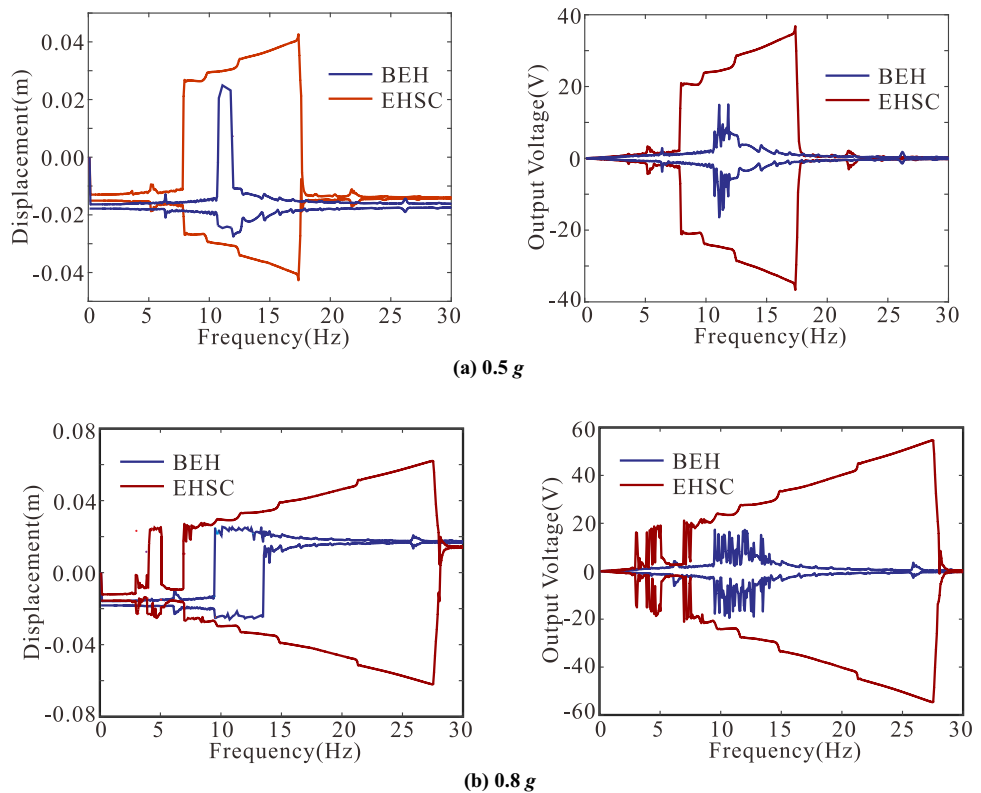 0.04
0.02
0.00
-0.02
-0.04
Displacement(m)
BEH
EHSC
0 5 10 15 20 25 30
Frequency(Hz)
40
20
0
-20
-40
Output Voltage(V)
BEH
EHSC
0 5 10 15 20 25 30
Frequency(Hz)
(a) 0.5 g
0.08
0.04
0.00
-0.04
-0.08
Displacement(m)
BEH
EHSC
0 5 10 15 20 25 30
Frequency(Hz)
60
40
20
0
-20
-40
-60
Output Voltage(V)
BEH
EHSC
0 5 10 15 20 25 30
Frequency(Hz)
(b) 0.8 g